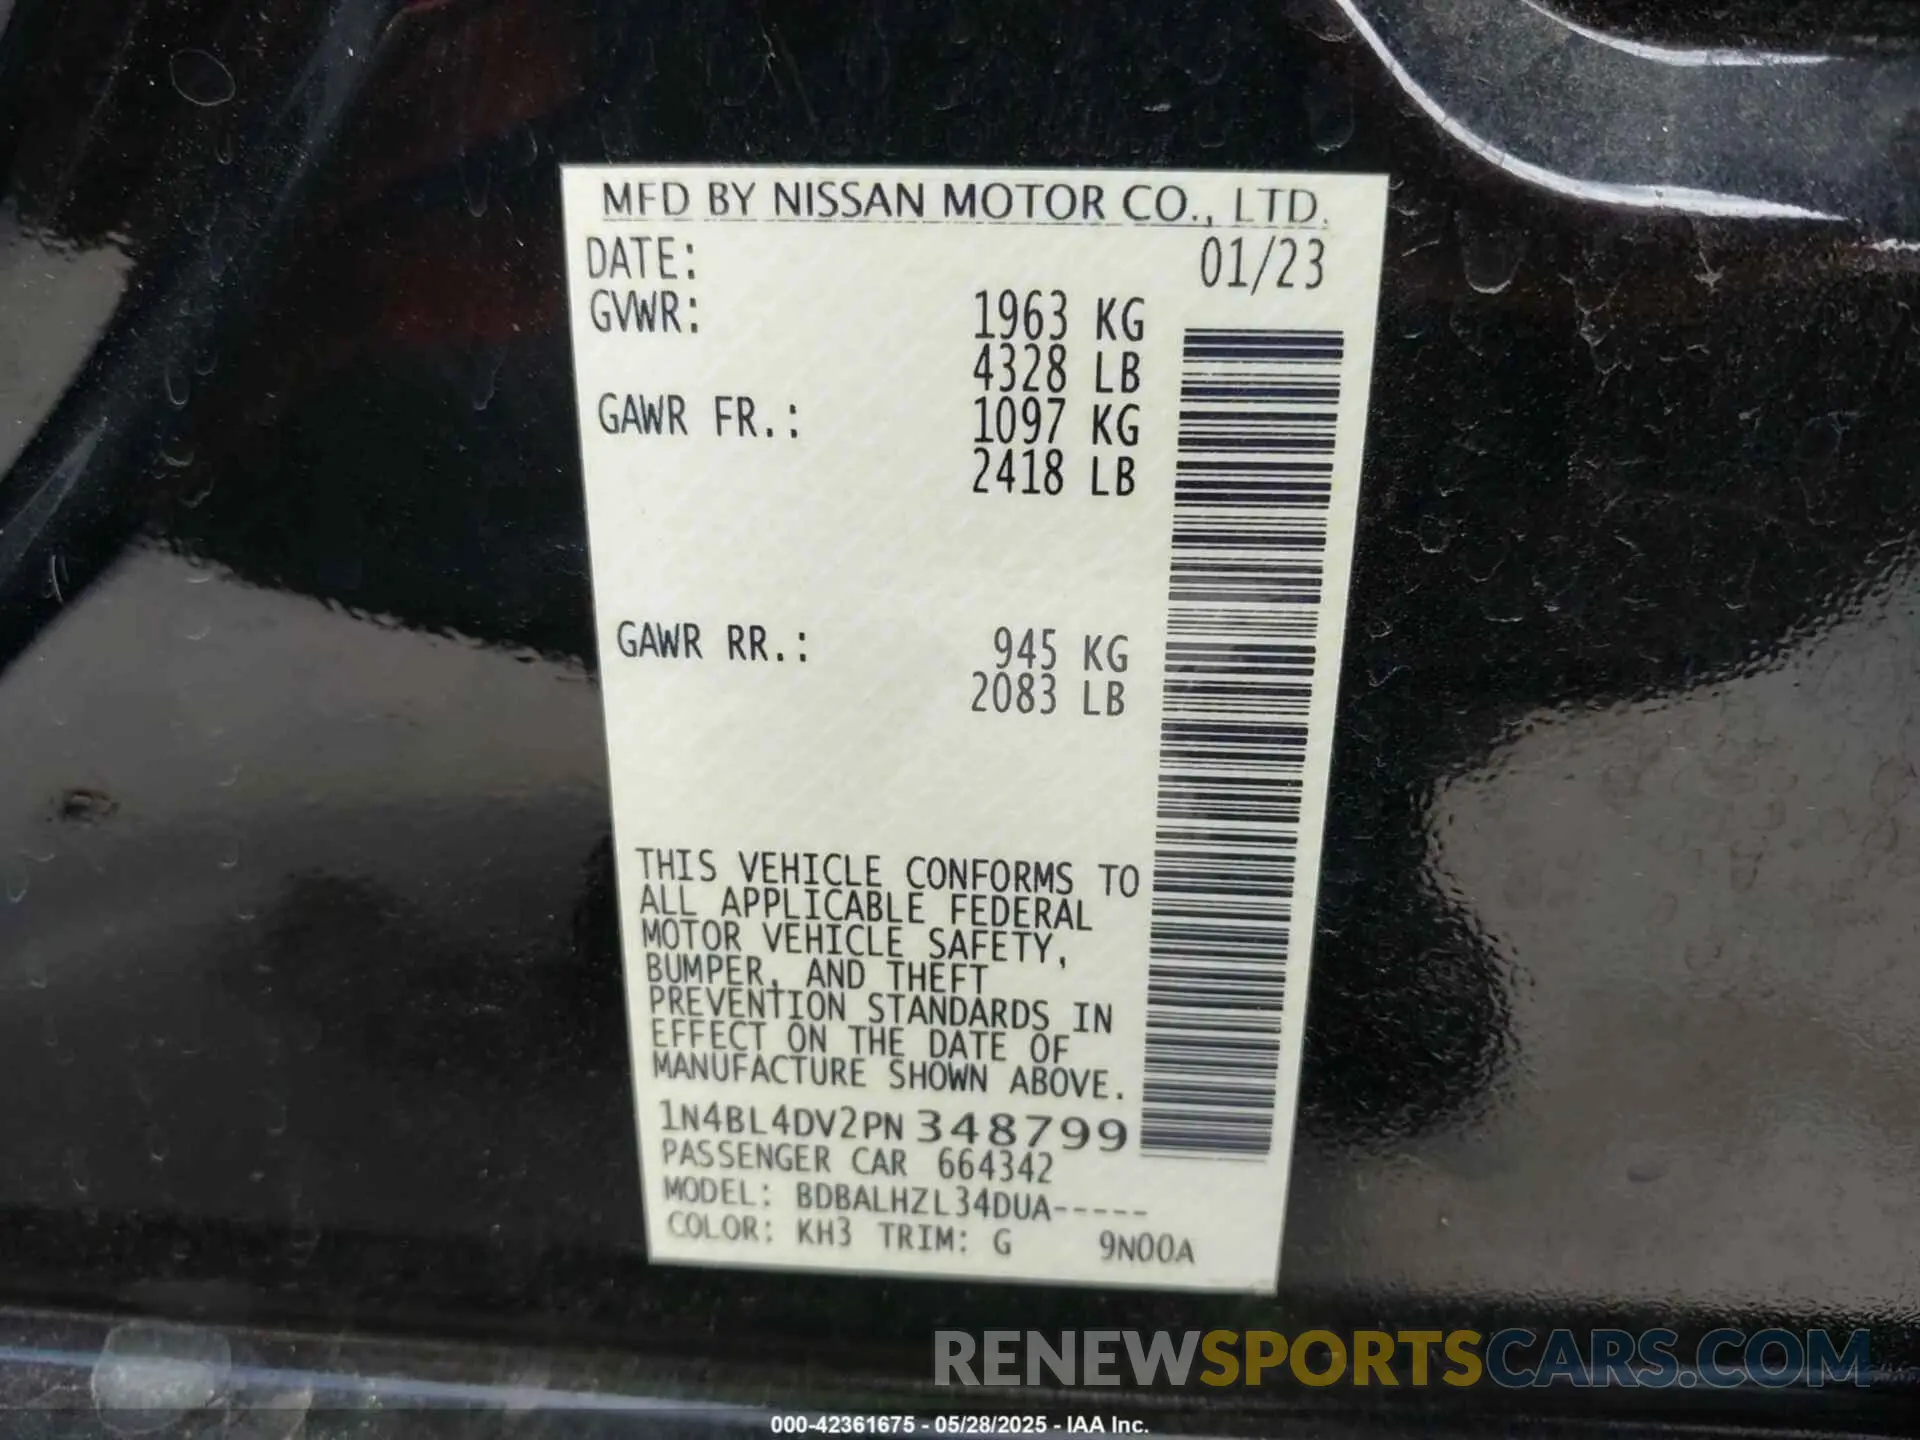 MFD BY NISSAN MOTOR CO., LTD.
DATE: 01/23
GVWR: 1963 KG
4328 LB
GAWR FR.: 1097 KG
2418 LB
GAWR RR.: 945 KG
2083 LB
THIS VEHICLE CONFORMS TO
ALL APPLICABLE FEDERAL
MOTOR VEHICLE SAFETY,
BUMPER, AND THEFT
PREVENTION STANDARDS IN
EFFECT ON THE DATE OF
MANUFACTURE SHOWN ABOVE.
1N4BL4DV2PN348799
PASSENGER CAR 664342
MODEL: BDBALHZL34DUA-----
COLOR: KH3 TRIM: G 9N00A
RENEWSPORTSCARS.COM
000-42361675 - 05/28/2025 - IAA Inc.